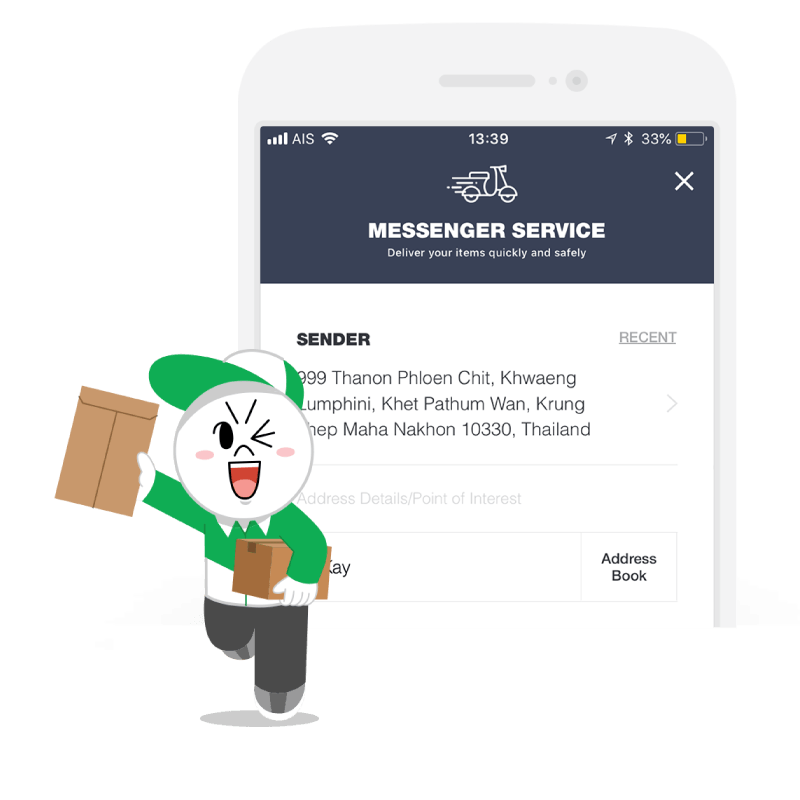 AIS
13:39
33%
MESSENGER SERVICE
Deliver your items quickly and safely
SENDER
RECENT
999 Thanon Phloen Chit, Khwaeng
Lumphini, Khet Pathum Wan, Krung
Maha Nakhon 10330, Thailand
Address Details/Point of Interest
Kay
Address
Book